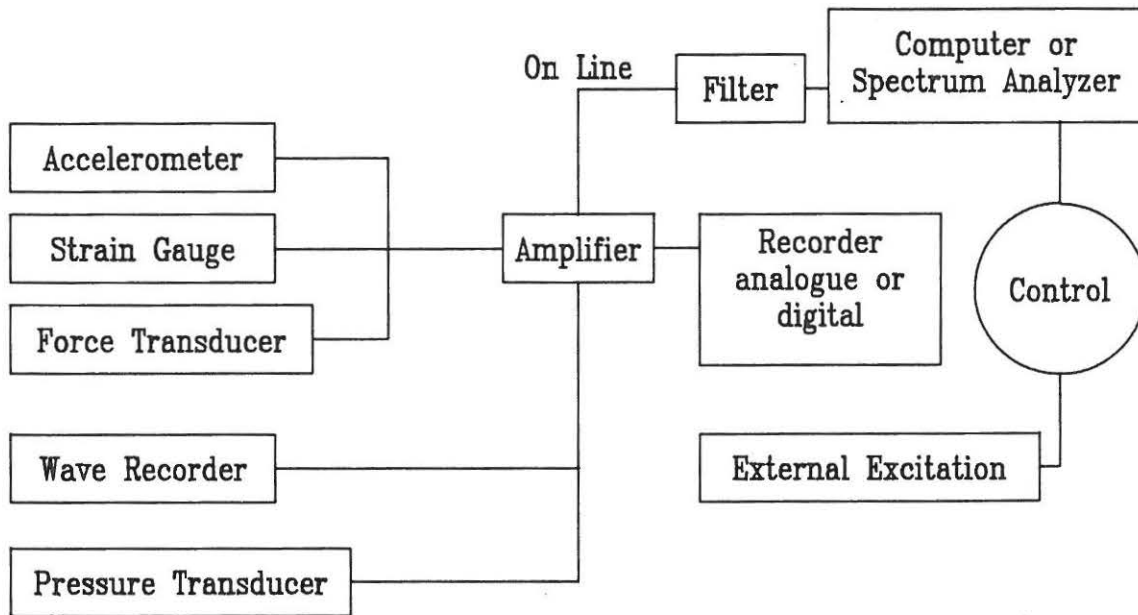 On Line
Filter
Computer or
Spectrum Analyzer
Accelerometer
Strain Gauge
Force Transducer
Amplifier
Recorder
analogue or
digital
Control
Wave Recorder
External Excitation
Pressure Transducer